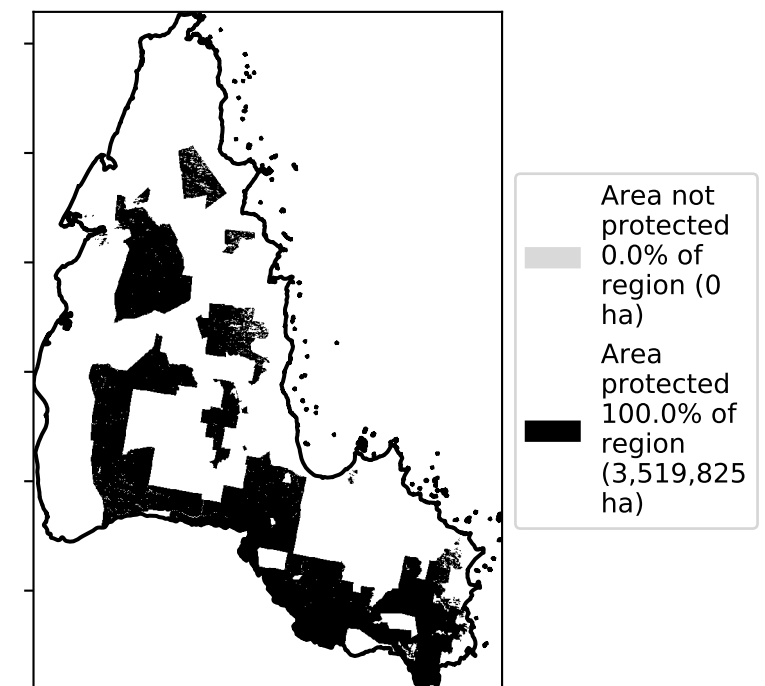 Area not
protected
0.0% of
region (0
ha)
Area
protected
100.0% of
region
(3,519,825
ha)